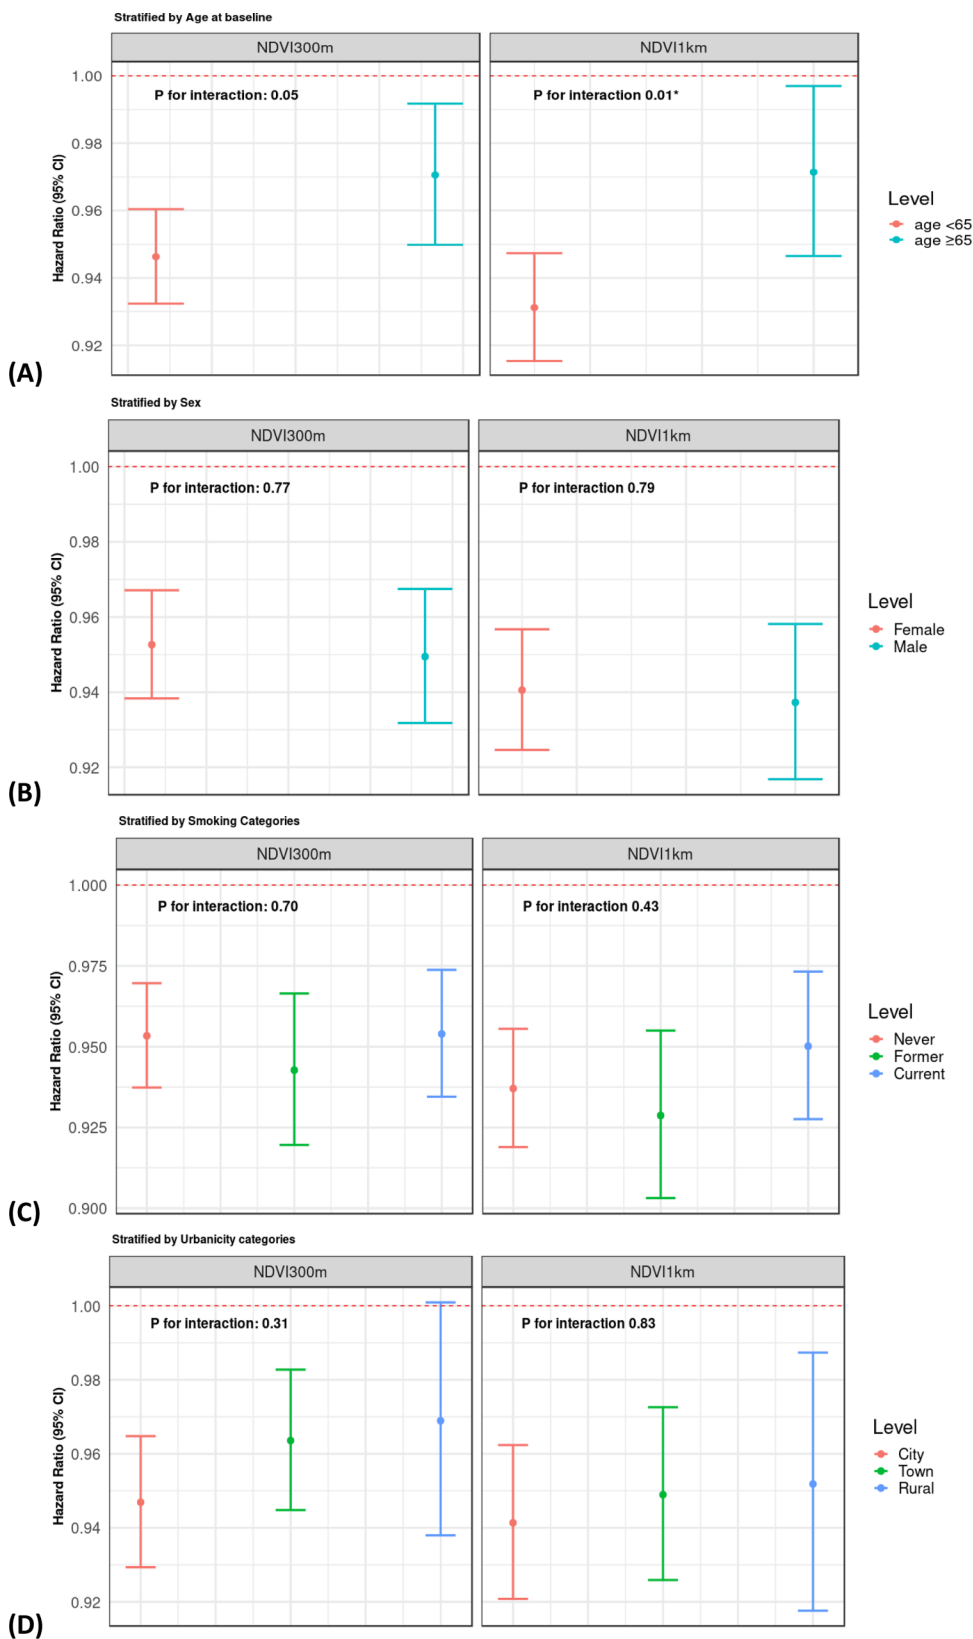 Stratified by Age at baseline
NDVI300m
NDVI1km
1.00
0.98
0.96
0.94
0.92
Hazard Ratio (95% CI)
P for interaction: 0.05
P for interaction 0.01*
Level
age <65
age ≥65
(A)
Stratified by Sex
NDVI300m
NDVI1km
1.00
0.98
0.96
0.94
0.92
Hazard Ratio (95% CI)
P for interaction: 0.77
P for interaction 0.79
Level
Female
Male
(B)
Stratified by Smoking Categories
NDVI300m
NDVI1km
1.000
0.975
0.950
0.925
0.900
Hazard Ratio (95% CI)
P for interaction: 0.70
P for interaction 0.43
Level
Never
Former
Current
(C)
Stratified by Urbanicity categories
NDVI300m
NDVI1km
1.00
0.98
0.96
0.94
0.92
Hazard Ratio (95% CI)
P for interaction: 0.31
P for interaction 0.83
Level
City
Town
Rural
(D)